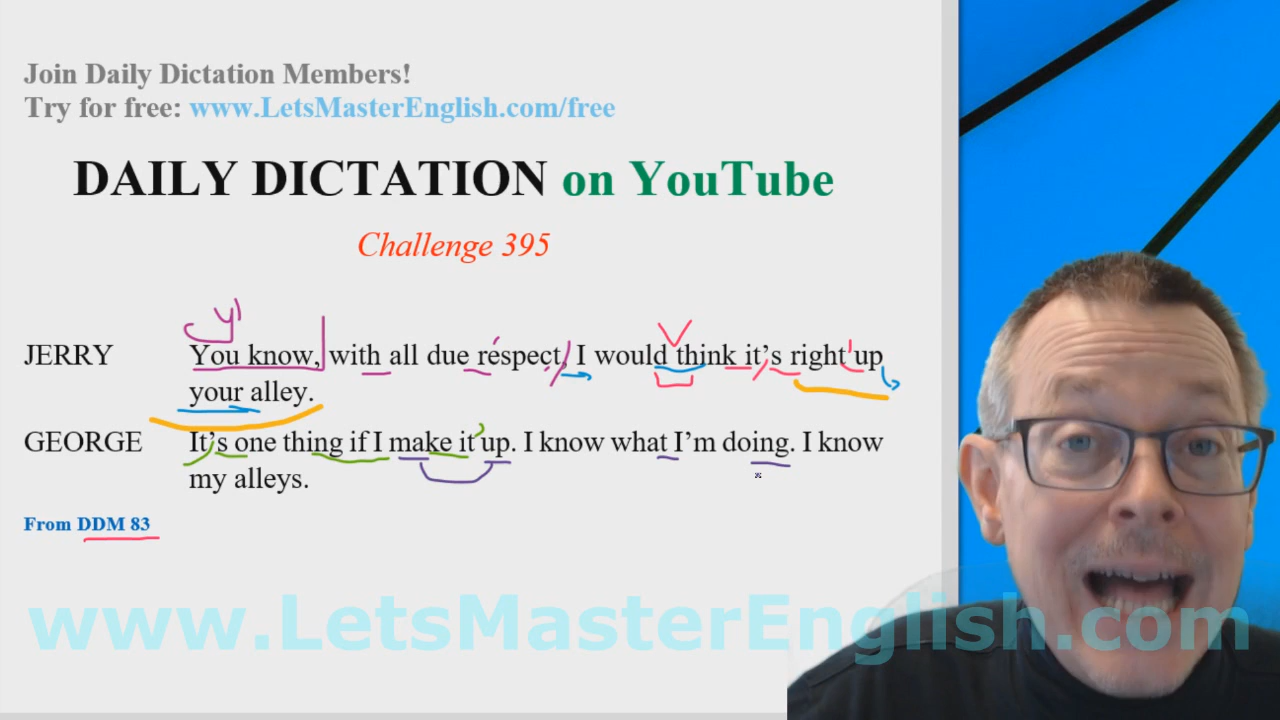 Join Daily Dictation Members!
Try for free: www.LetsMasterEnglish.com/free
DAILY DICTATION on YouTube
Challenge 395
y'
JERRY You know, with all due respect, I would think it's right up
your alley.
GEORGE It's one thing if I make it up. I know what I'm doing. I know
my alleys.
From DDM 83
www.LetsMasterEnglish.com